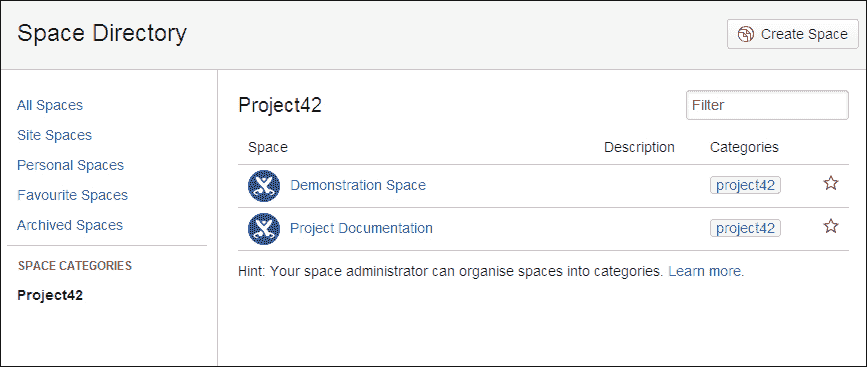 Space Directory
Create Space
All Spaces
Site Spaces
Personal Spaces
Favourite Spaces
Archived Spaces
SPACE CATEGORIES
Project42
Project42
Filter
Space Description Categories
Demonstration Space project42
Project Documentation project42
Hint: Your space administrator can organise spaces into categories. Learn more.